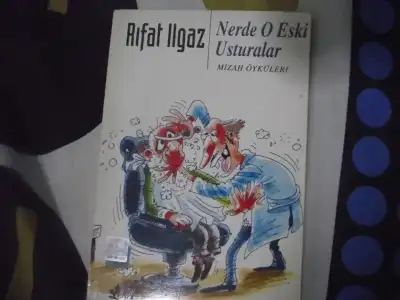 Rıfat Ilgaz
Nerde O Eski
Usturalar
MİZAH ÖYKÜLERİ